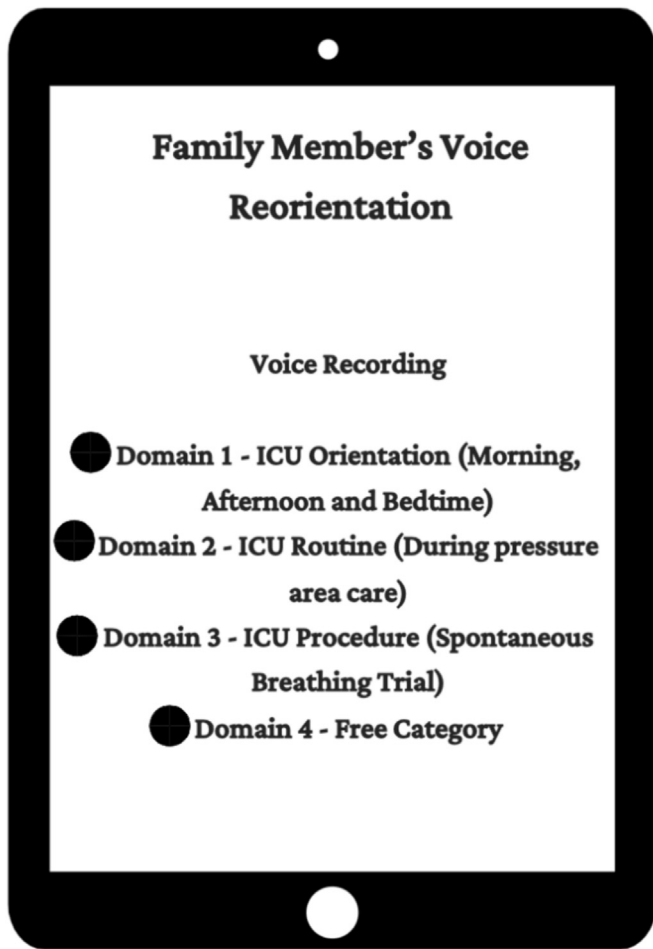 Family Member’s Voice
Reorientation
Voice Recording
Domain 1 - ICU Orientation (Morning,
Afternoon and Bedtime)
Domain 2 - ICU Routine (During pressure
area care)
Domain 3 - ICU Procedure (Spontaneous
Breathing Trial)
Domain 4 - Free Category